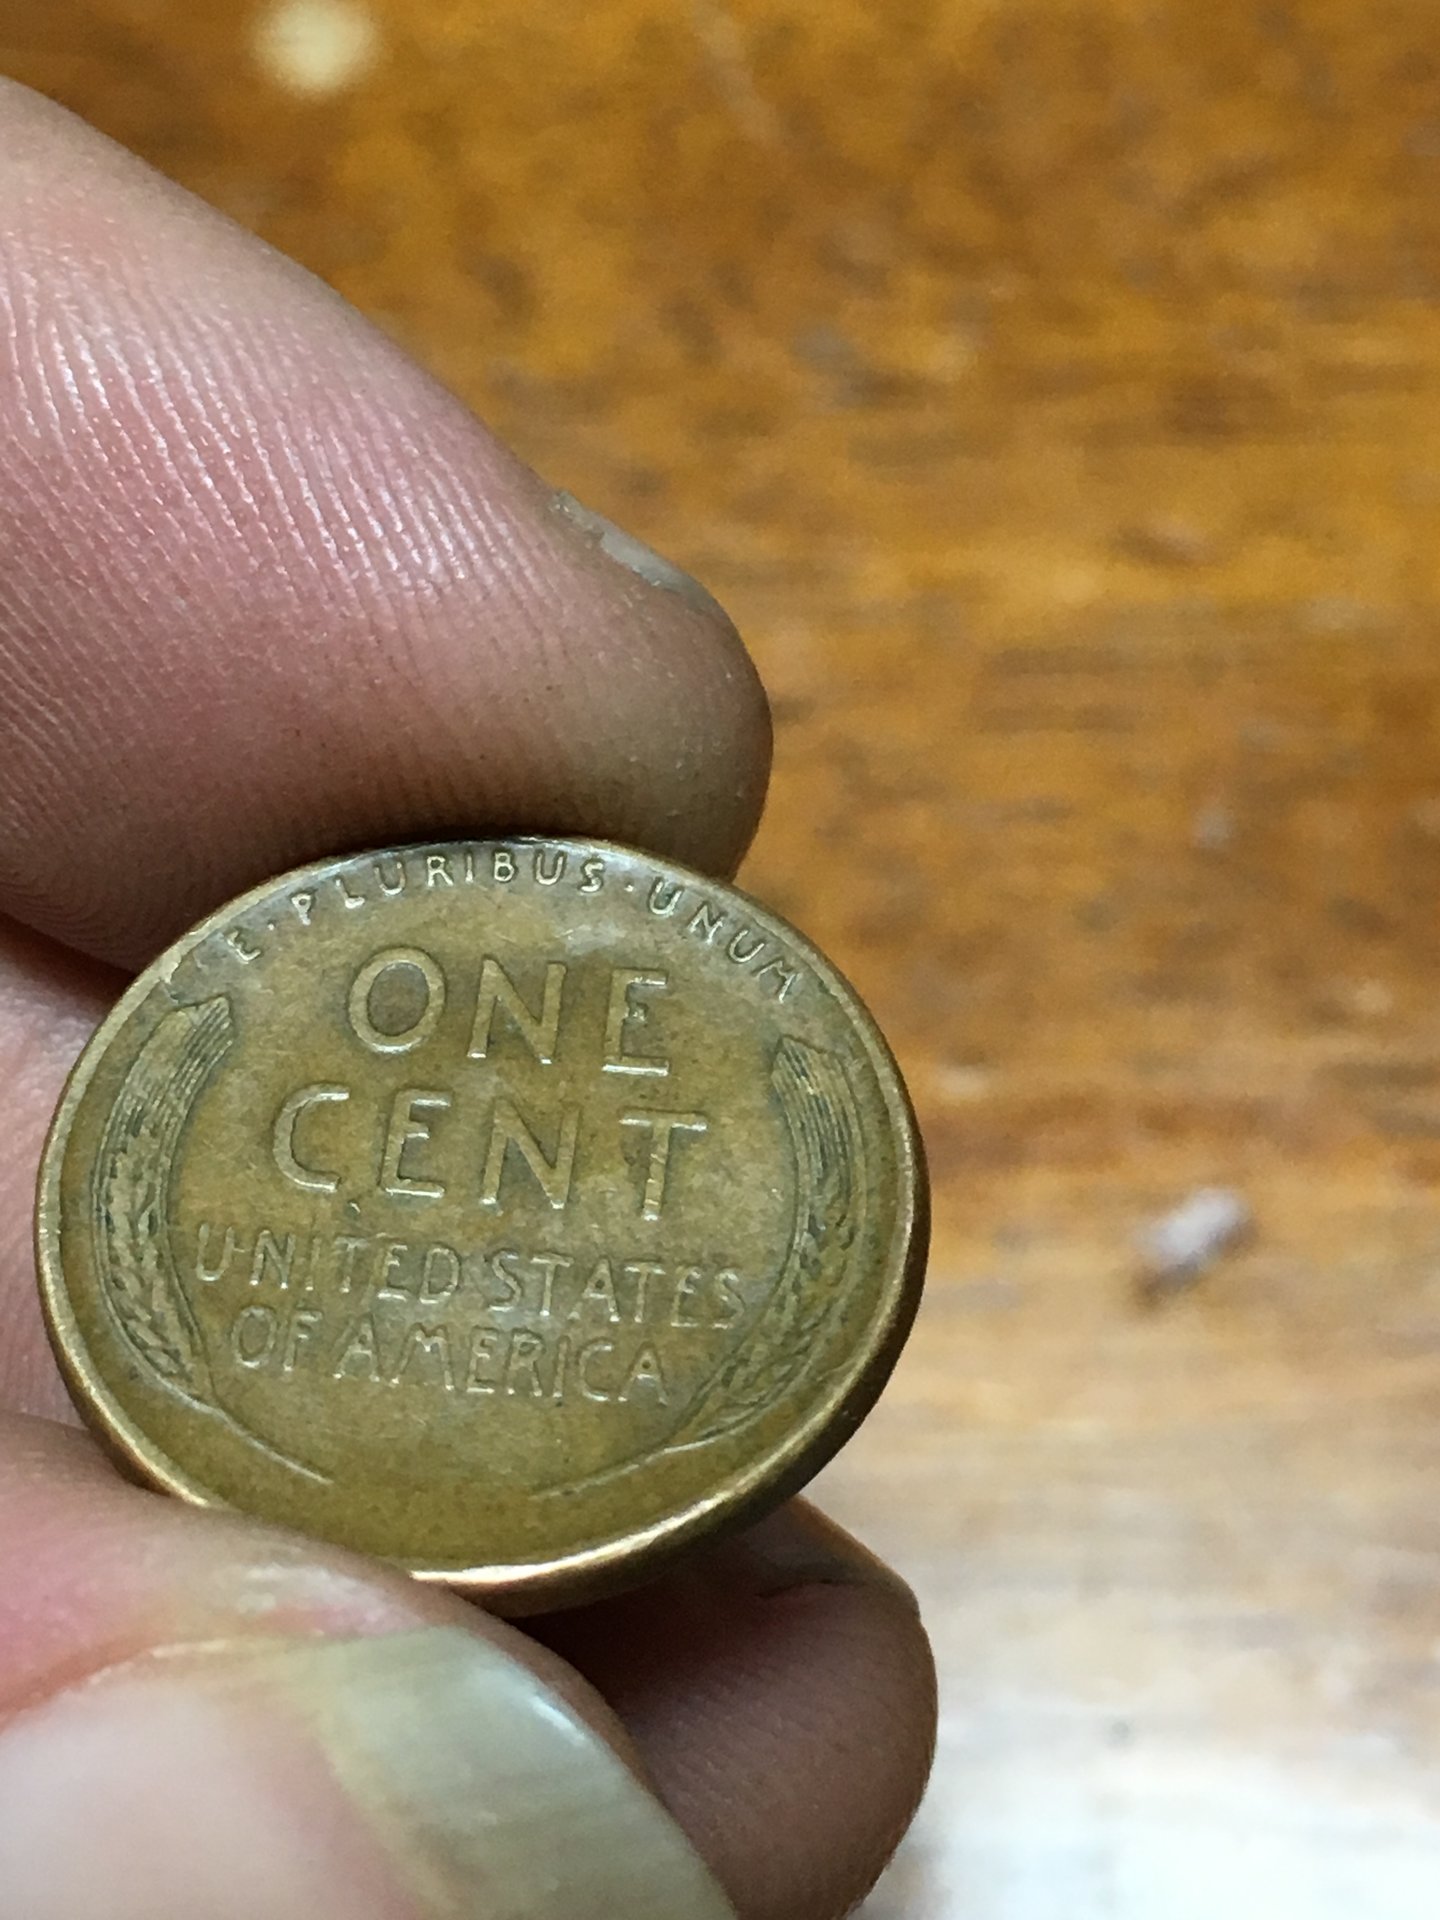 E·PLURIBUS·UNUM
ONE
CENT
UNITED STATES
OF AMERICA